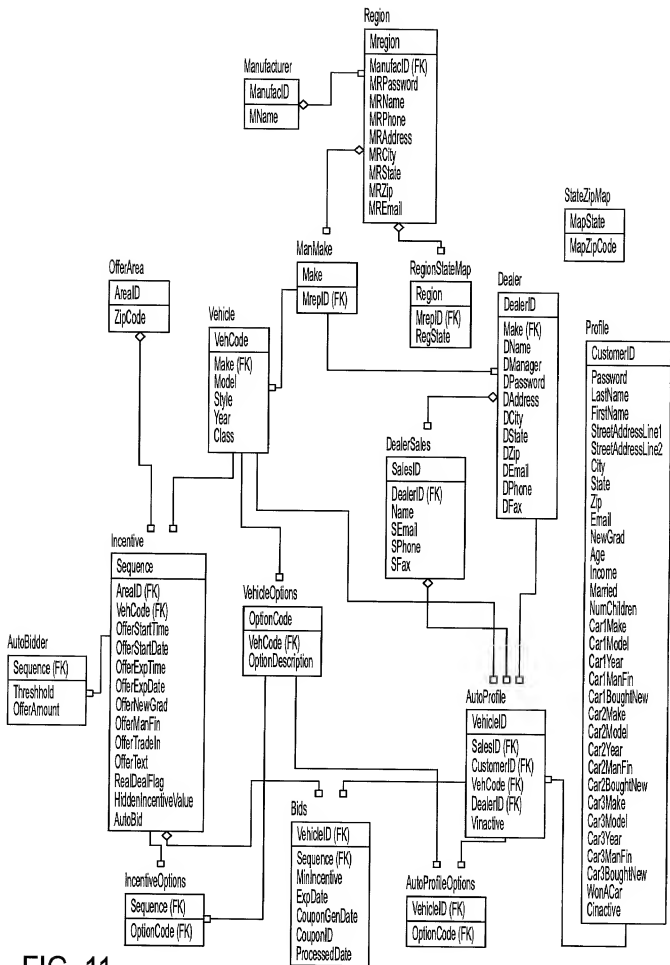 Region
Mregion
ManufacID (FK)
MRPassword
MRName
MRPhone
MRAddress
MRCity
MRState
MRZip
MREmail
Manufacturer
ManufacID
MName
StateZipMap
MapState
MapZipCode
ManMake
Make
MrepID (FK)
RegionStateMap
Region
MrepID (FK)
RegState
OfferArea
AreaID
ZipCode
Vehicle
VehCode
Make (FK)
Model
Style
Year
Class
Dealer
DealerID
Make (FK)
DName
DManager
DPassword
DAddress
DCity
DState
DZip
DEmail
DPhone
DFax
Profile
CustomerID
Password
LastName
FirstName
StreetAddressLine1
StreetAddressLine2
City
State
Zip
Email
NewGrad
Age
Income
Married
NumChildren
Car1Make
Car1Model
Car1Year
Car1ManFin
Car1BoughtNew
Car2Make
Car2Model
Car2Year
Car2ManFin
Car2BoughtNew
Car3Make
Car3Model
Car3Year
Car3ManFin
Car3BoughtNew
WonACar
Cinactive
DealerSales
SalesID
DealerID (FK)
Name
SEmail
SPhone
SFax
Incentive
Sequence
AreaID (FK)
VehCode (FK)
OfferStartTime
OfferStartDate
OfferExpTime
OfferExpDate
OfferNewGrad
OfferManFin
OfferTradeIn
OfferText
RealDealFlag
HiddenIncentiveValue
AutoBid
VehicleOptions
OptionCode
VehCode (FK)
OptionDescription
AutoBidder
Sequence (FK)
Threshhold
OfferAmount
AutoProfile
VehicleID
SalesID (FK)
CustomerID (FK)
VehCode (FK)
DealerID (FK)
Vinactive
Bids
VehicleID (FK)
Sequence (FK)
MinIncentive
ExpDate
CouponGenDate
CouponID
ProcessedDate
IncentiveOptions
Sequence (FK)
OptionCode (FK)
AutoProfileOptions
VehicleID (FK)
OptionCode (FK)
FIG. 11